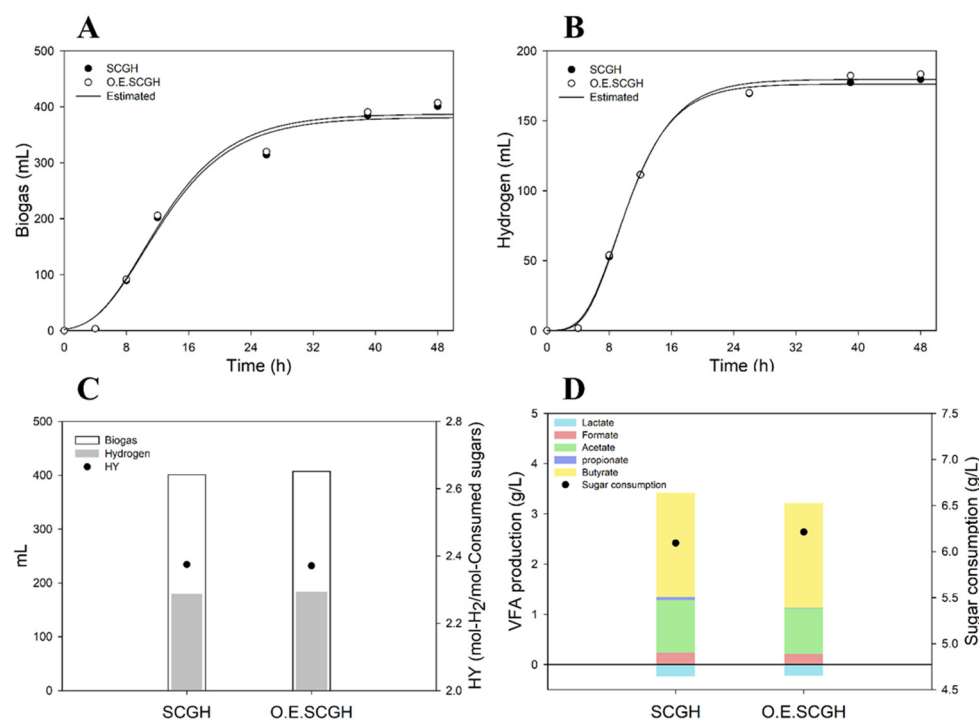 A
500
400
300
200
100
0
Biogas (mL)
SCGH
O.E.SCGH
Estimated
0 8 16 24 32 40 48
Time (h)
B
200
150
100
50
0
Hydrogen (mL)
SCGH
O.E.SCGH
Estimated
0 8 16 24 32 40 48
Time (h)
C
500
400
300
200
100
0
mL
Biogas
Hydrogen
HY
2.8
2.6
2.4
2.2
2.0
HY (mol-H2/mol-Consumed sugars)
SCGH O.E.SCGH
D
5
4
3
2
1
0
VFA production (g/L)
Lactate
Formate
Acetate
propionate
Butyrate
Sugar consumption
7.5
7.0
6.5
6.0
5.5
5.0
4.5
Sugar consumption (g/L)
SCGH O.E.SCGH